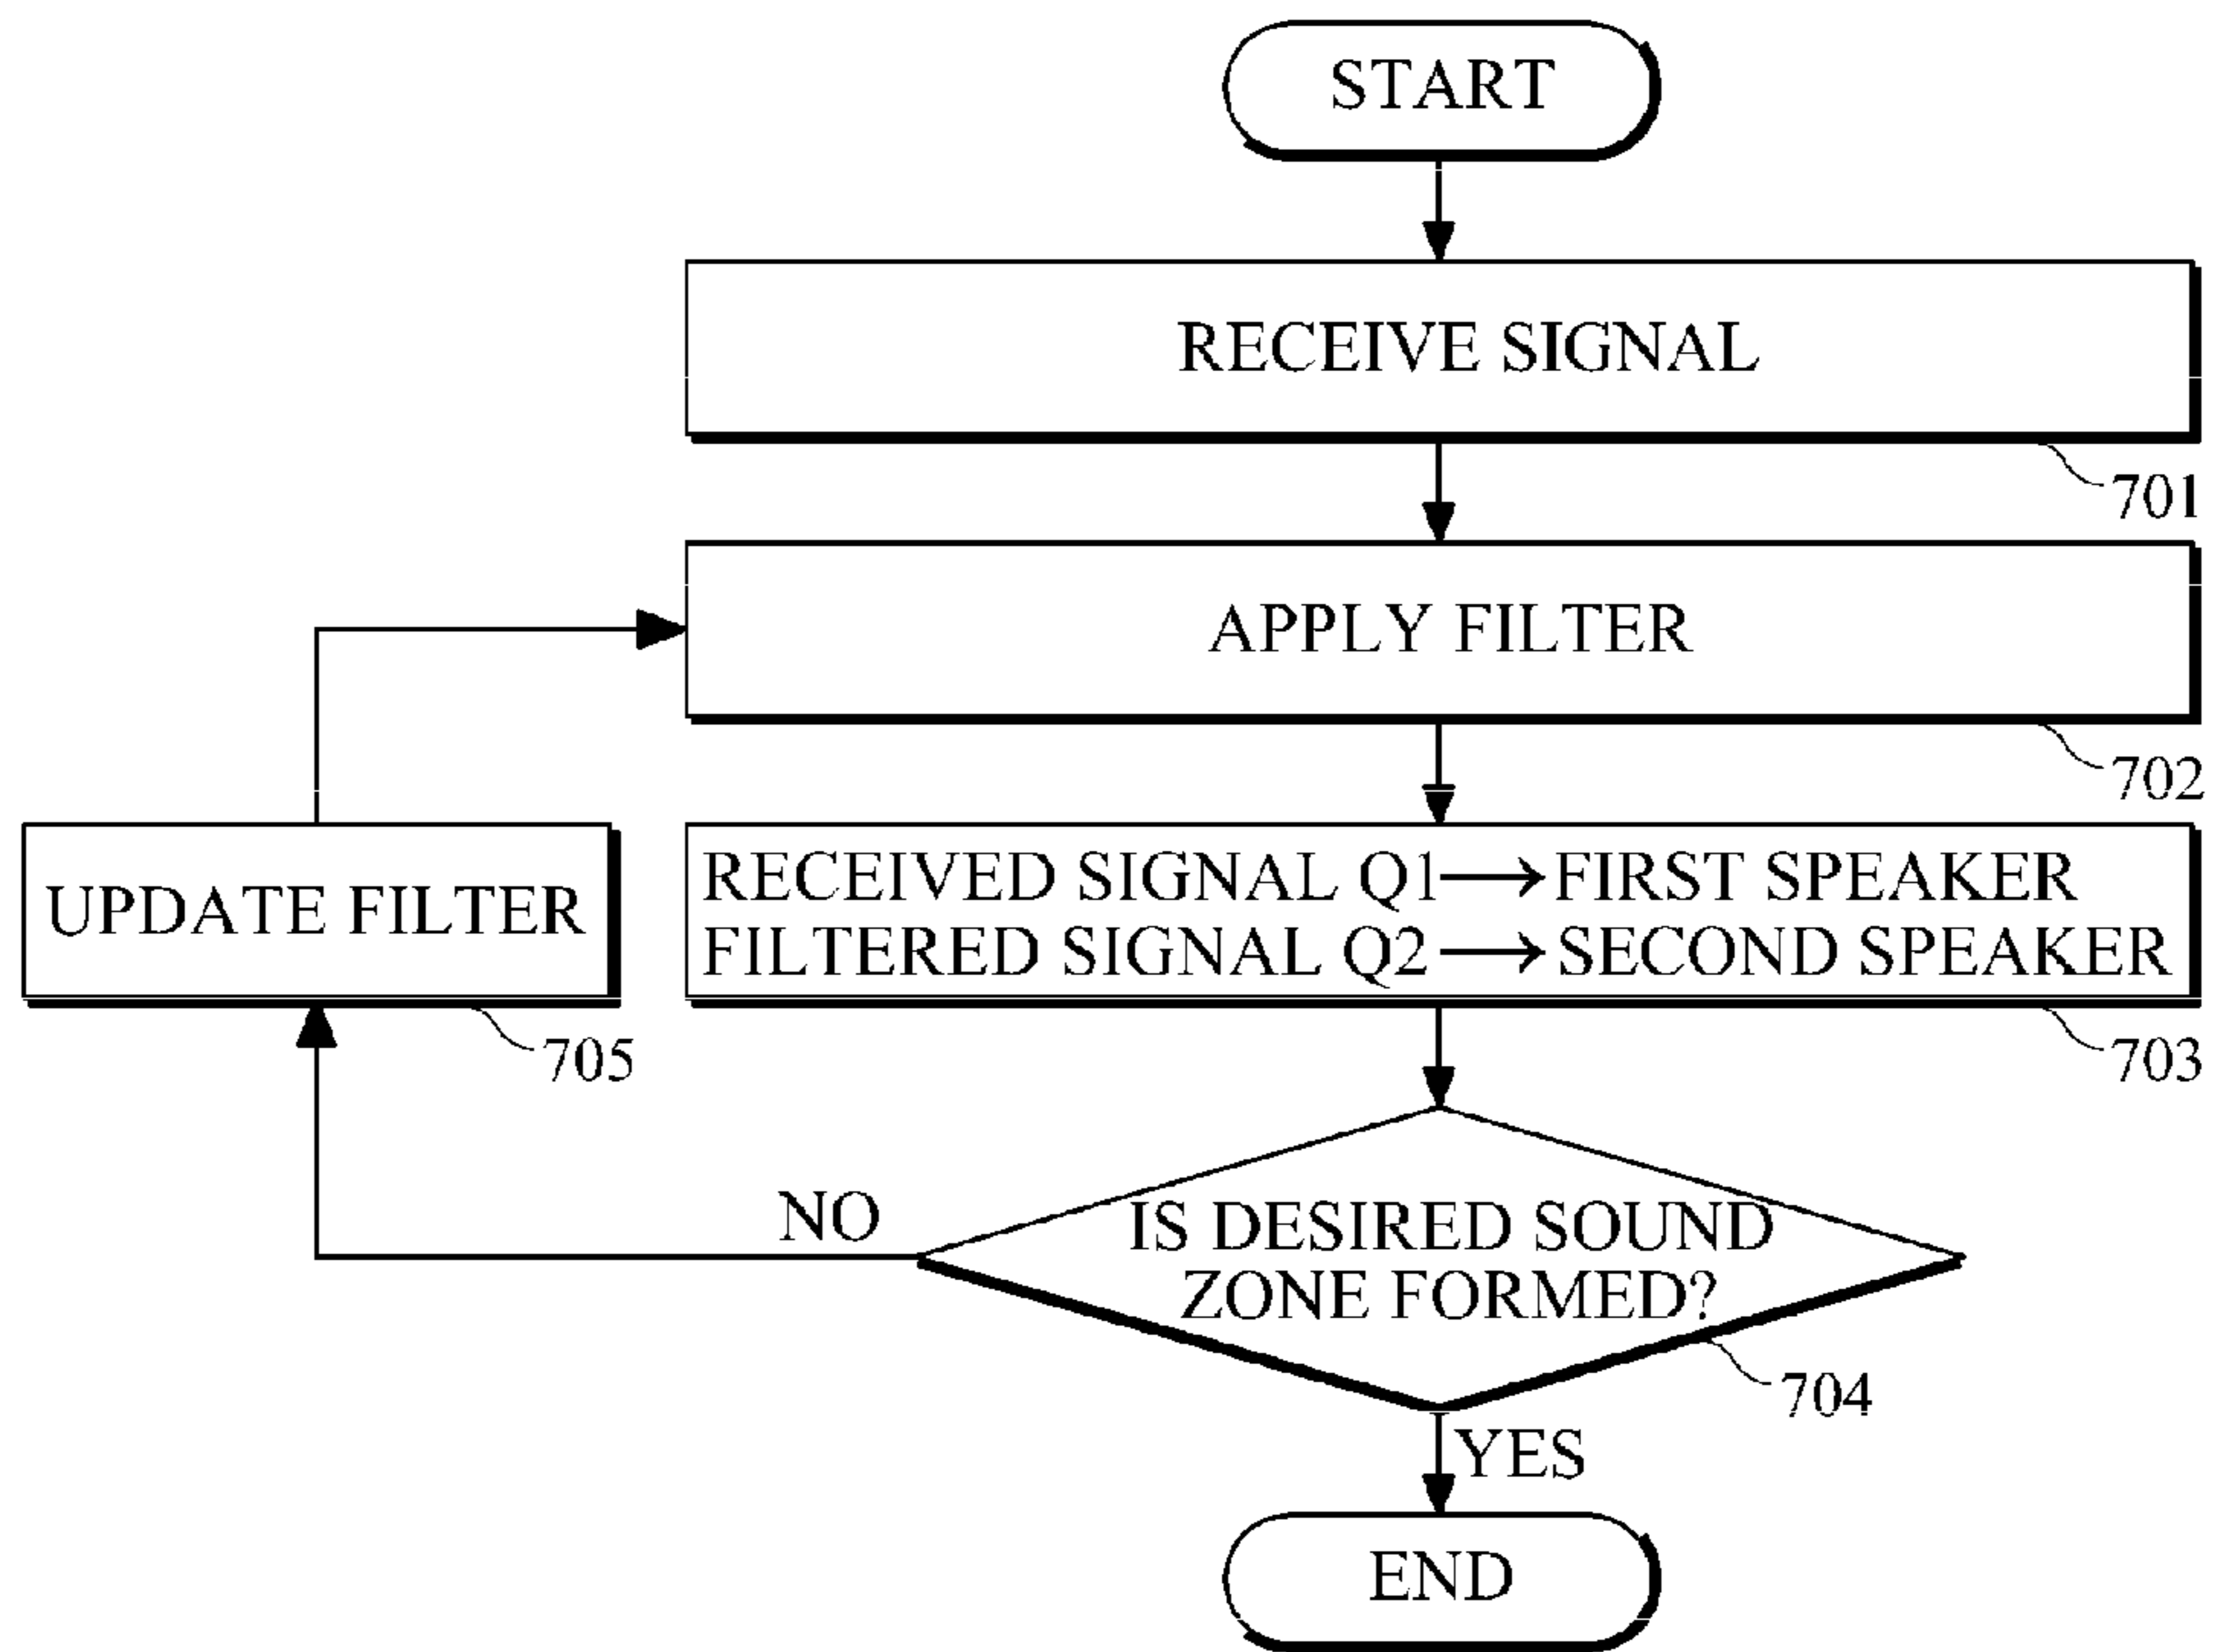 START
RECEIVE SIGNAL
701
APPLY FILTER
702
RECEIVED SIGNAL Q1→FIRST SPEAKER
FILTERED SIGNAL Q2→SECOND SPEAKER
703
UPDATE FILTER
705
IS DESIRED SOUND
ZONE FORMED?
704
NO
YES
END